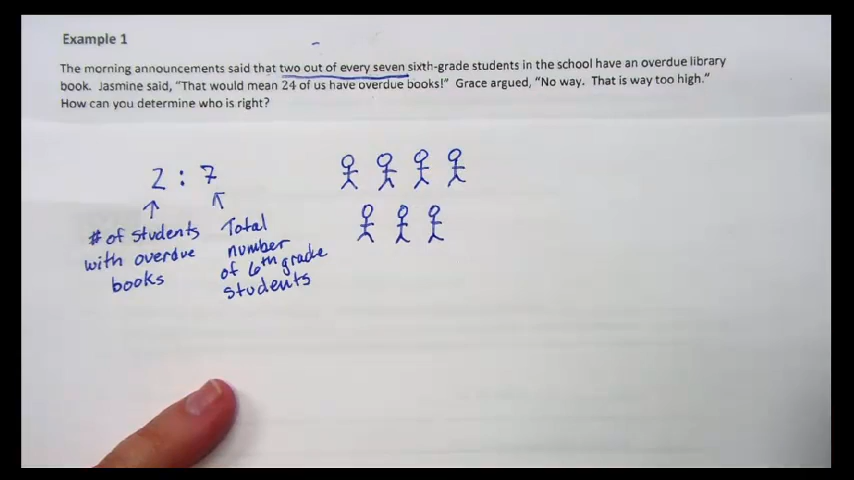 Example 1
The morning announcements said that two out of every seven sixth-grade students in the school have an overdue library
book. Jasmine said, "That would mean 24 of us have overdue books!" Grace argued, "No way. That is way too high."
How can you determine who is right?
2 : 7
# of students
with overdue
books
Total
number
of 6th grade
students